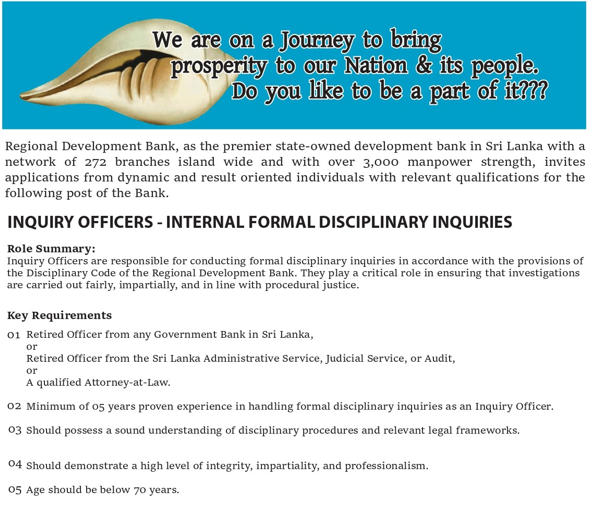 We are on a Journey to bring
prosperity to our Nation & its people.
Do you like to be a part of it???
Regional Development Bank, as the premier state-owned development bank in Sri Lanka with a
network of 272 branches island wide and with over 3,000 manpower strength, invites
applications from dynamic and result oriented individuals with relevant qualifications for the
following post of the Bank.
INQUIRY OFFICERS - INTERNAL FORMAL DISCIPLINARY INQUIRIES
Role Summary:
Inquiry Officers are responsible for conducting formal disciplinary inquiries in accordance with the provisions of
the Disciplinary Code of the Regional Development Bank. They play a critical role in ensuring that investigations
are carried out fairly, impartially, and in line with procedural justice.
Key Requirements
01 Retired Officer from any Government Bank in Sri Lanka,
or
Retired Officer from the Sri Lanka Administrative Service, Judicial Service, or Audit,
or
A qualified Attorney-at-Law.
02 Minimum of 05 years proven experience in handling formal disciplinary inquiries as an Inquiry Officer.
03 Should possess a sound understanding of disciplinary procedures and relevant legal frameworks.
04 Should demonstrate a high level of integrity, impartiality, and professionalism.
05 Age should be below 70 years.